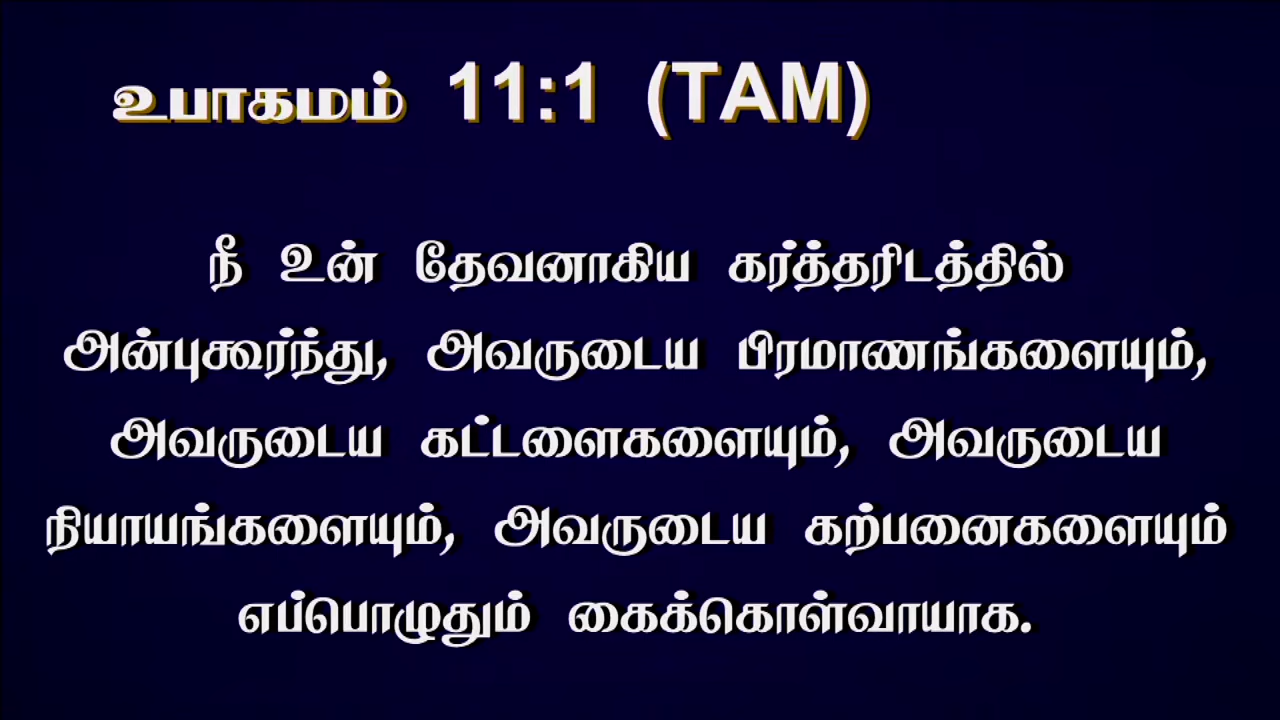 உபாகமம் 11:1 (TAM)
நீ உன் தேவனாகிய கர்த்தரிடத்தில்
அன்புகூர்ந்து, அவருடைய பிரமாணங்களையும்,
அவருடைய கட்டளைகளையும், அவருடைய
நியாயங்களையும், அவருடைய கற்பனைகளையும்
எப்பொழுதும் கைக்கொள்வாயாக.